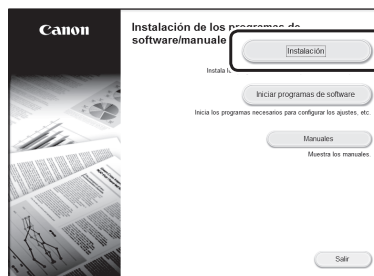 Canon
Instalación de los programas de
software/manuale
Instalación
Instala l
Iniciar programas de software
Inicia los programas necesarios para configurar los ajustes, etc.
Manuales
Muestra los manuales.
Salir